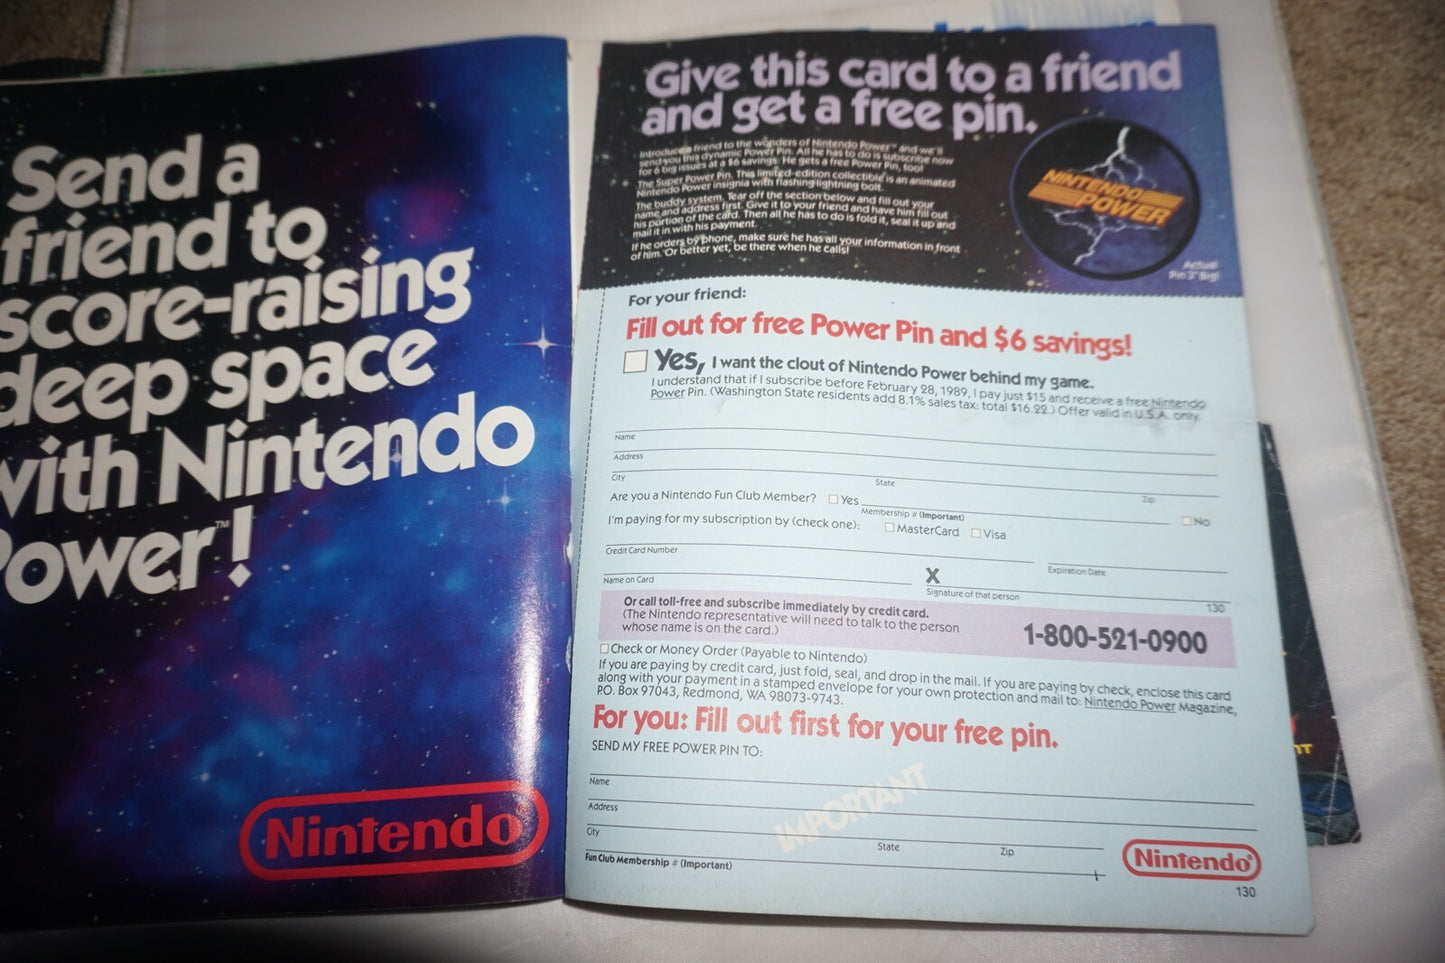 Send a
friend to
score-raising
deep space
with Nintendo
Power™!
Nintendo®
Give this card to a friend
and get a free pin.
Introduce a friend to the wonders of Nintendo Power™ and we'll
send you this dynamic Power Pin. All he has to do is subscribe now
for 6 big issues at a $6 savings. He gets a free Power Pin, too!
The Super Power Pin. This limited-edition collectible is an animated
Nintendo Power insignia with flashing lightning bolt.
The buddy system. Tear off the section below and fill out your
name and address first. Give it to your friend and have him fill out
his portion of the card. Then all he has to do is fold it, seal it up and
mail it in with his payment.
If he orders by phone, make sure he has all your information in front
of him. Or better yet, be there when he calls!
NINTENDO
POWER
Actual
Pin 3" Big!
For your friend:
Fill out for free Power Pin and $6 savings!
Yes, I want the clout of Nintendo Power behind my game.
I understand that if I subscribe before February 28, 1989, I pay just $15 and receive a free Nintendo
Power Pin. (Washington State residents add 8.1% sales tax: total $16.22.) Offer valid in U.S.A. only.
Name
Address
City State Zip
Are you a Nintendo Fun Club Member? Yes No
Membership # (Important)
I'm paying for my subscription by (check one): MasterCard Visa
Credit Card Number Expiration Date
Name on Card X Signature of that person
130
Or call toll-free and subscribe immediately by credit card.
(The Nintendo representative will need to talk to the person
whose name is on the card.)
1-800-521-0900
Check or Money Order (Payable to Nintendo)
If you are paying by credit card, just fold, seal, and drop in the mail. If you are paying by check, enclose this card
along with your payment in a stamped envelope for your own protection and mail to: Nintendo Power Magazine,
P.O. Box 97043, Redmond, WA 98073-9743.
For you: Fill out first for your free pin.
SEND MY FREE POWER PIN TO:
Name
Address
City State Zip
Fun Club Membership # (Important)
IMPORTANT
Nintendo®
130